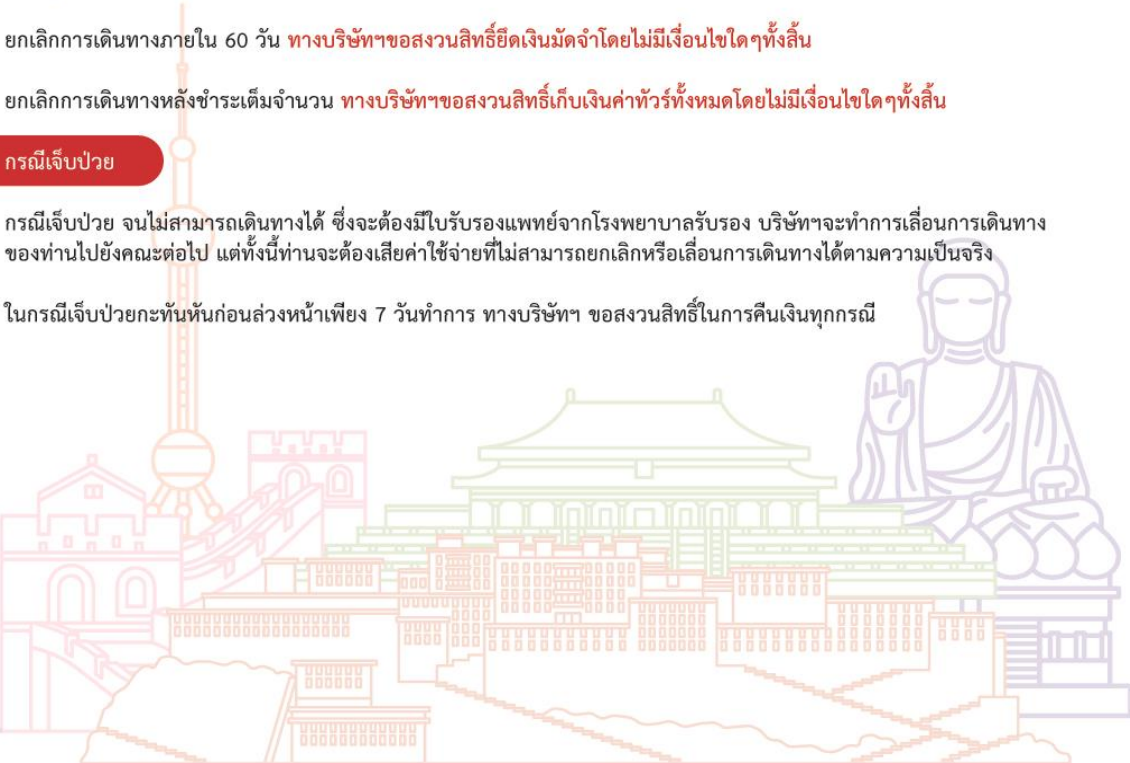 ยกเลิกการเดินทางภายใน 60 วัน ทางบริษัทฯขอสงวนสิทธิ์ยึดเงินมัดจำโดยไม่มีเงื่อนไขใดๆทั้งสิ้น
ยกเลิกการเดินทางหลังชำระเต็มจำนวน ทางบริษัทฯขอสงวนสิทธิ์เก็บเงินค่าทัวร์ทั้งหมดโดยไม่มีเงื่อนไขใดๆทั้งสิ้น
กรณีเจ็บป่วย
กรณีเจ็บป่วย จนไม่สามารถเดินทางได้ ซึ่งจะต้องมีใบรับรองแพทย์จากโรงพยาบาลรับรอง บริษัทฯจะทำการเลื่อนการเดินทาง
ของท่านไปยังคณะต่อไป แต่ทั้งนี้ท่านจะต้องเสียค่าใช้จ่ายที่ไม่สามารถยกเลิกหรือเลื่อนการเดินทางได้ตามความเป็นจริง
ในกรณีเจ็บป่วยกะทันหันก่อนล่วงหน้าเพียง 7 วันทำการ ทางบริษัทฯ ขอสงวนสิทธิ์ในการคืนเงินทุกกรณี